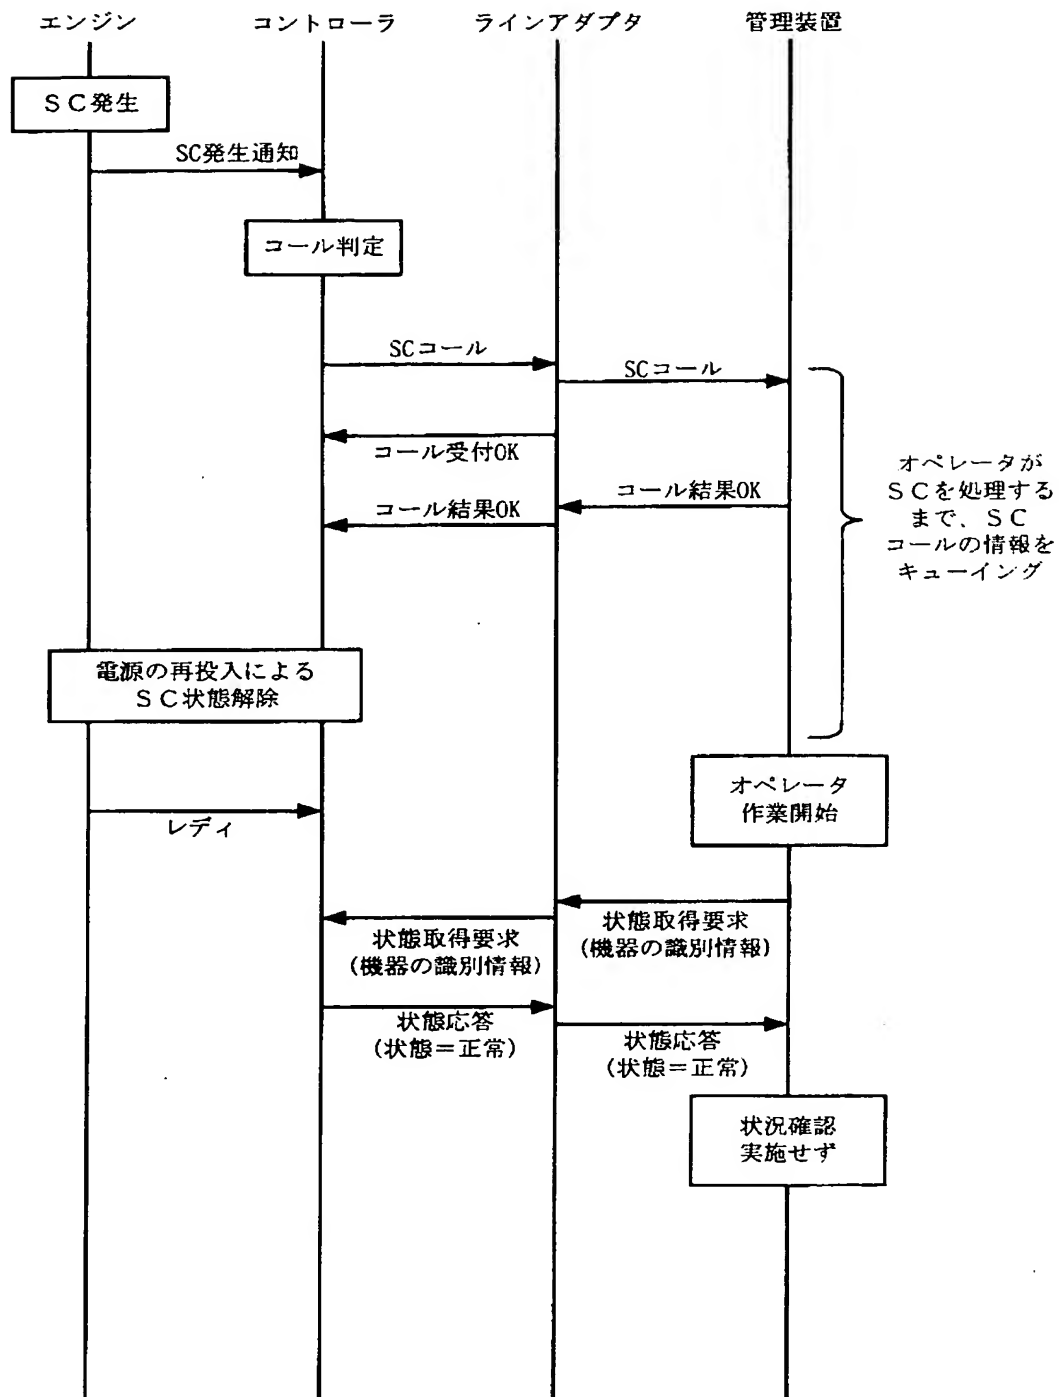 エンジン
コントローラ
ラインアダプタ
管理装置
ＳＣ発生
SC発生通知
コール判定
SCコール
SCコール
コール受付OK
コール結果OK
コール結果OK
オペレータが
ＳＣを処理する
まで、ＳＣ
コールの情報を
キューイング
電源の再投入による
ＳＣ状態解除
オペレータ
作業開始
レディ
状態取得要求
(機器の識別情報)
状態取得要求
(機器の識別情報)
状態応答
(状態＝正常)
状態応答
(状態＝正常)
状況確認
実施せず